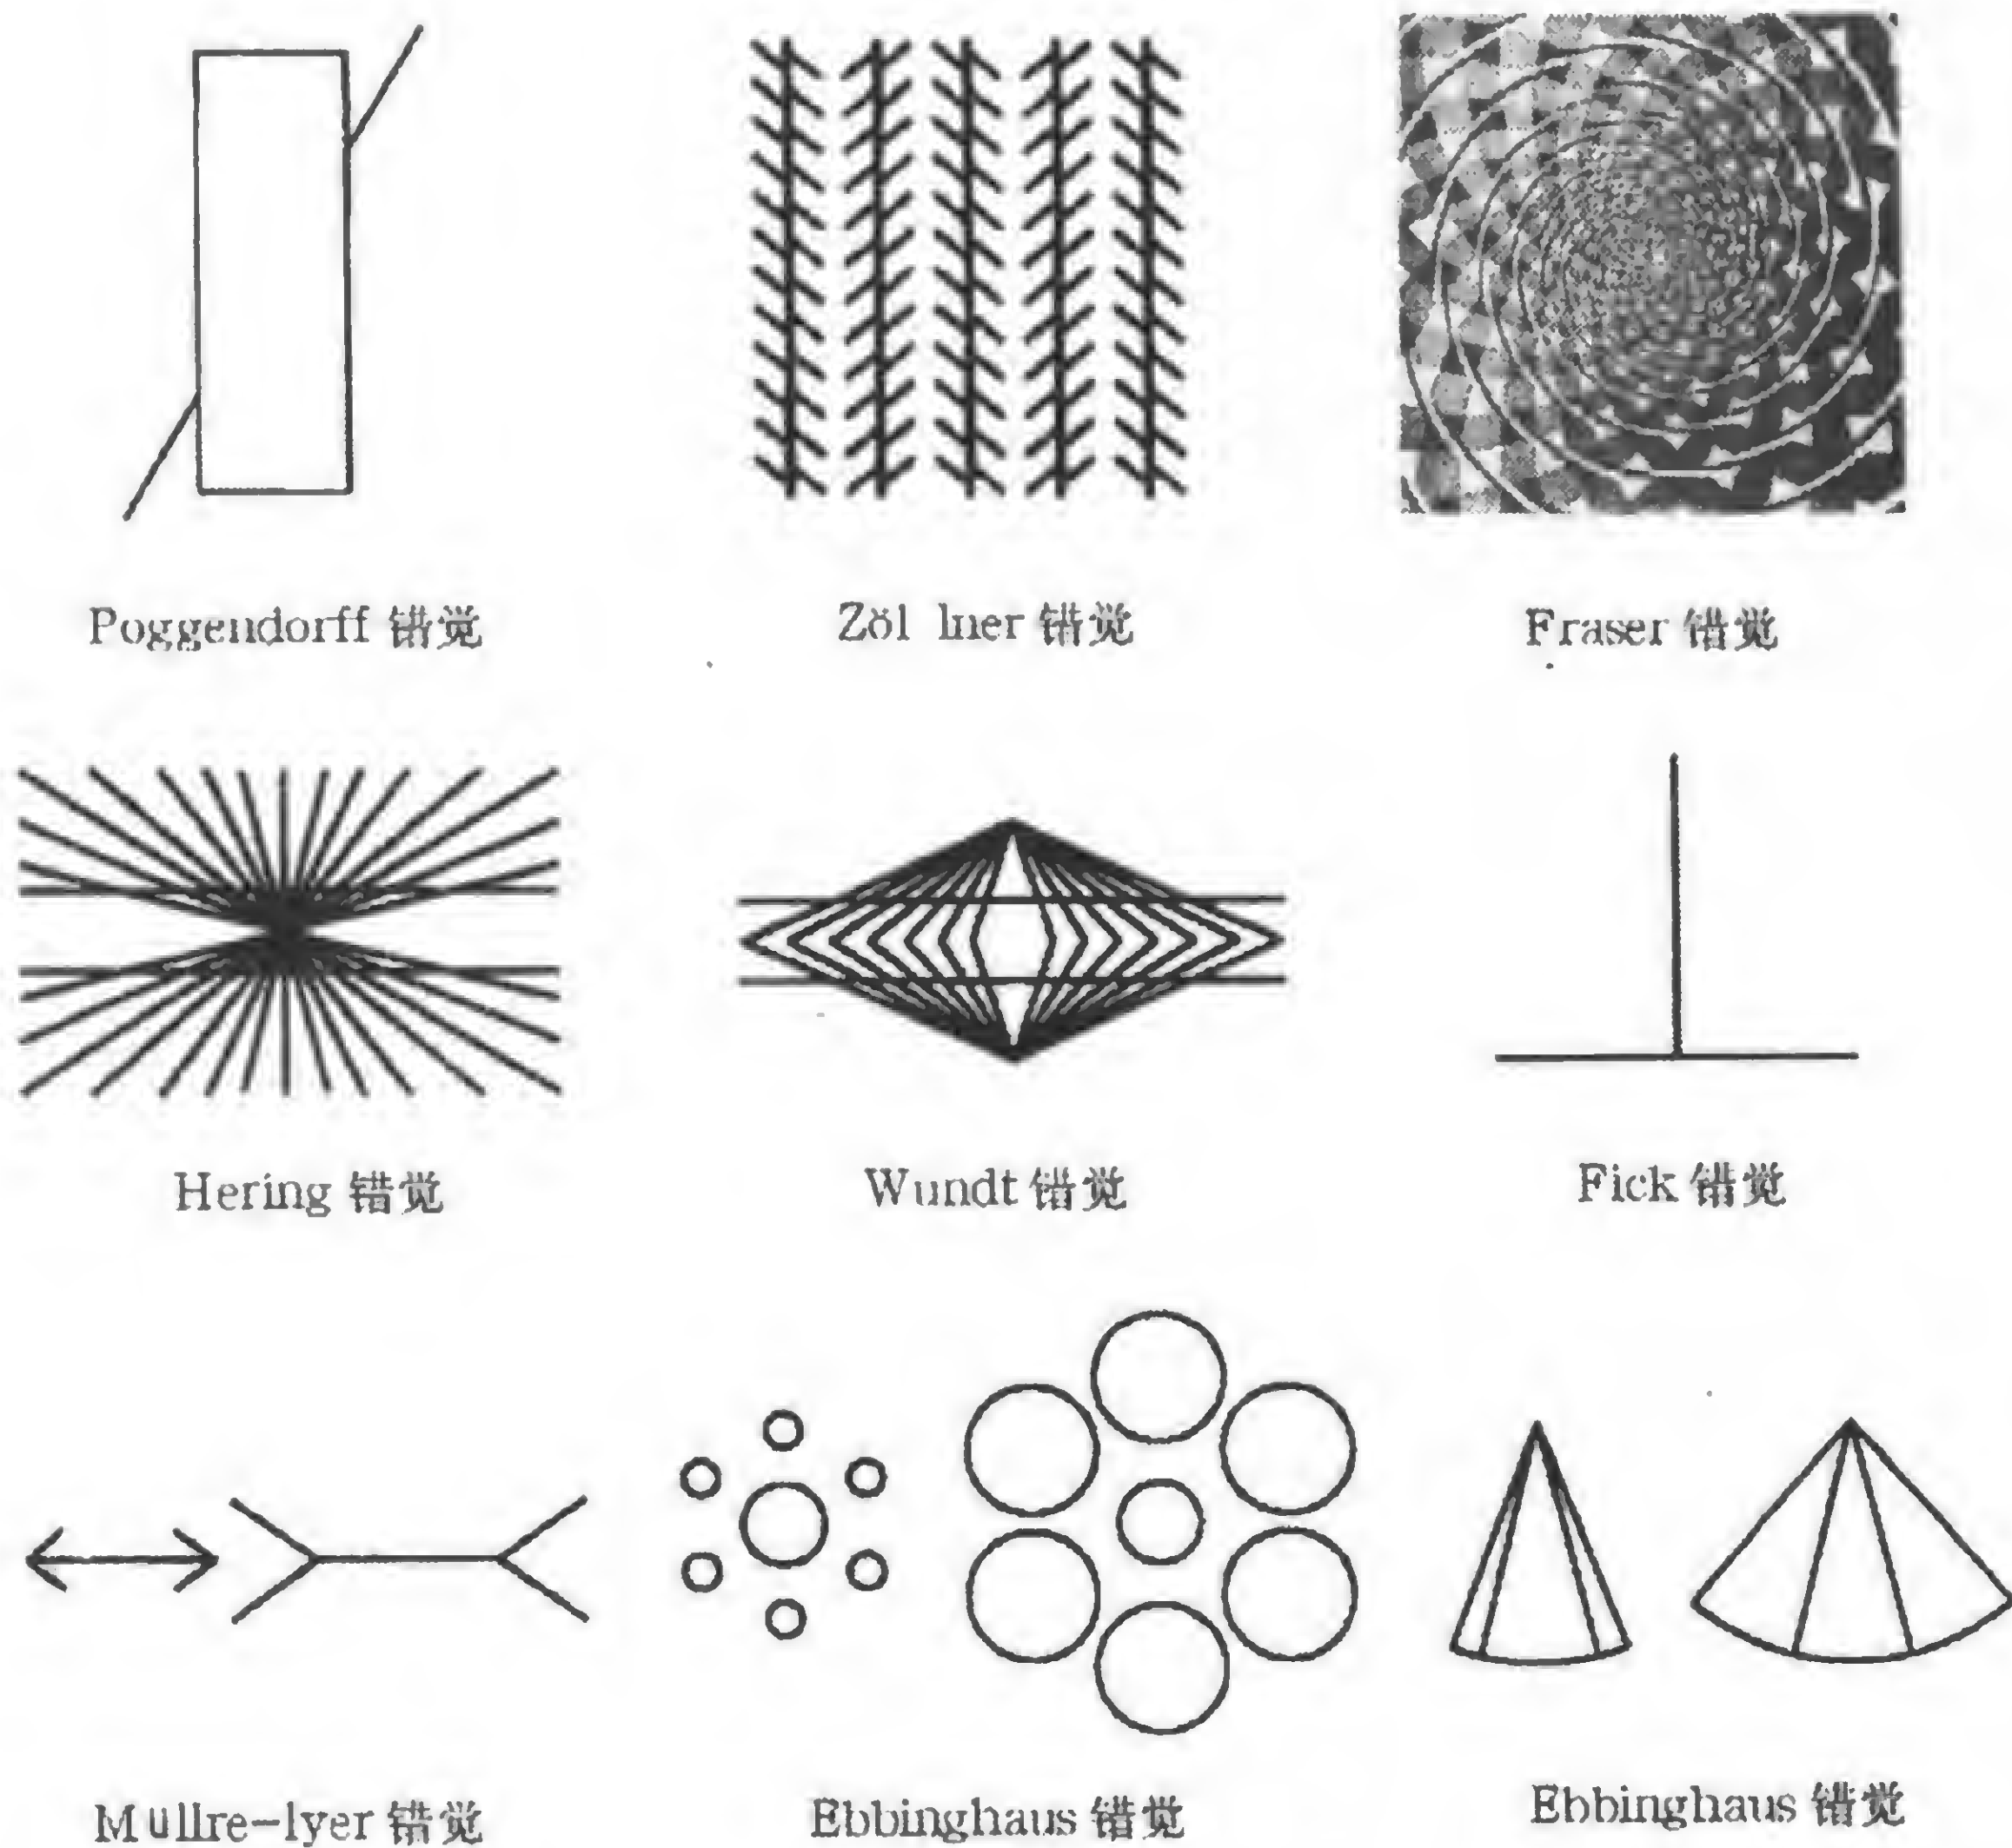 Poggendorff 错觉
Zöl lner 错觉
Fraser 错觉
Hering 错觉
Wundt 错觉
Fick 错觉
Müllre-lyer 错觉
Ebbinghaus 错觉
Ebbinghaus 错觉